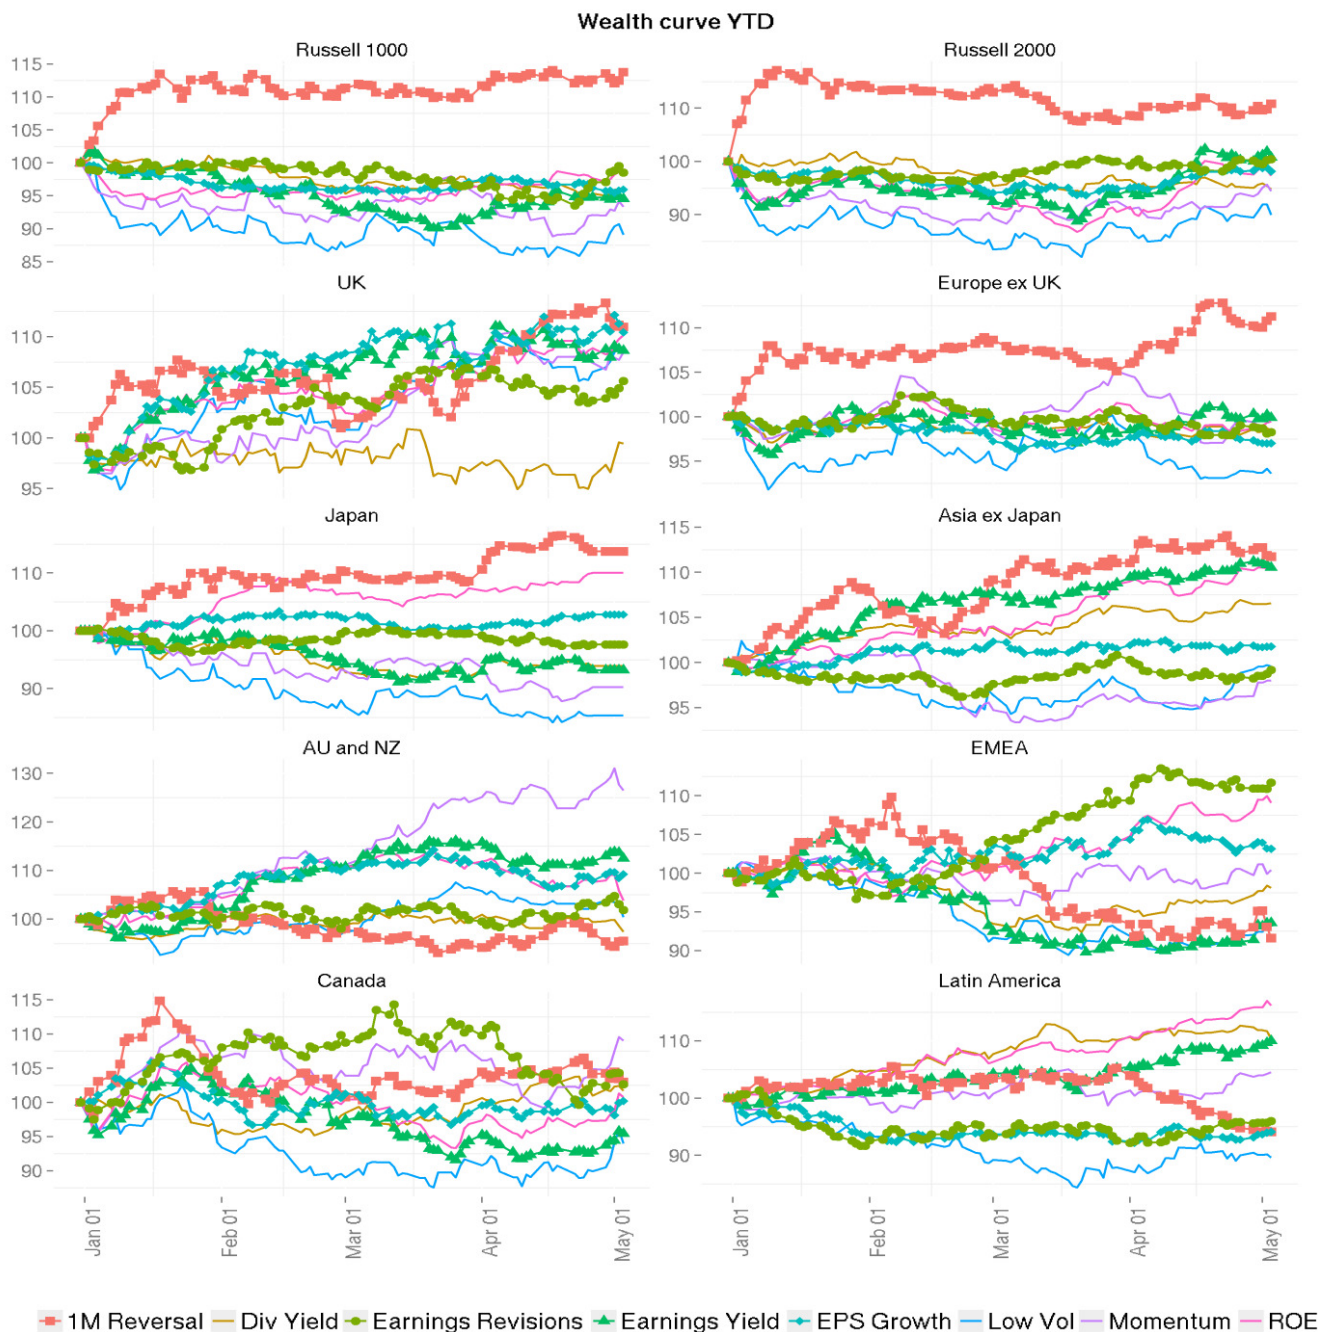 Wealth curve YTD
Russell 1000
115
110
105
100
95
90
85
Russell 2000
110
100
90
UK
110
105
100
95
Europe ex UK
110
105
100
95
Japan
110
100
90
Asia ex Japan
115
110
105
100
95
AU and NZ
130
120
110
100
EMEA
110
105
100
95
90
Canada
115
110
105
100
95
90
Latin America
110
100
90
Jan 01
Feb 01
Mar 01
Apr 01
May 01
Jan 01
Feb 01
Mar 01
Apr 01
May 01
1M Reversal Div Yield Earnings Revisions Earnings Yield EPS Growth Low Vol Momentum ROE